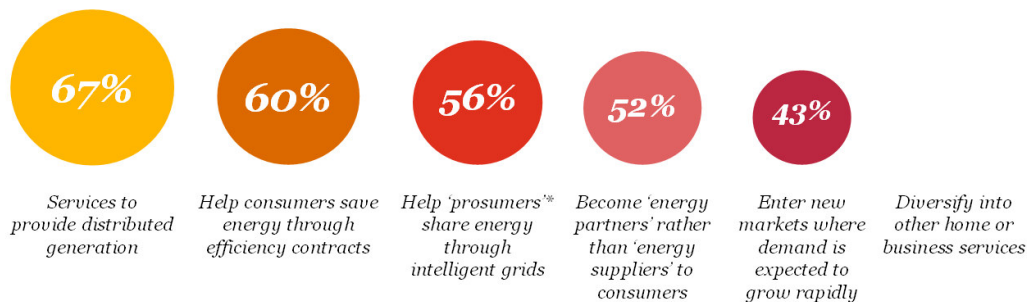 67%
60%
56%
52%
43%
Services to
provide distributed
generation
Help consumers save
energy through
efficiency contracts
Help ‘prosumers’*
share energy
through
intelligent grids
Become ‘energy
partners’ rather
than ‘energy
suppliers’ to
consumers
Enter new
markets where
demand is
expected to
grow rapidly
Diversify into
other home or
business services